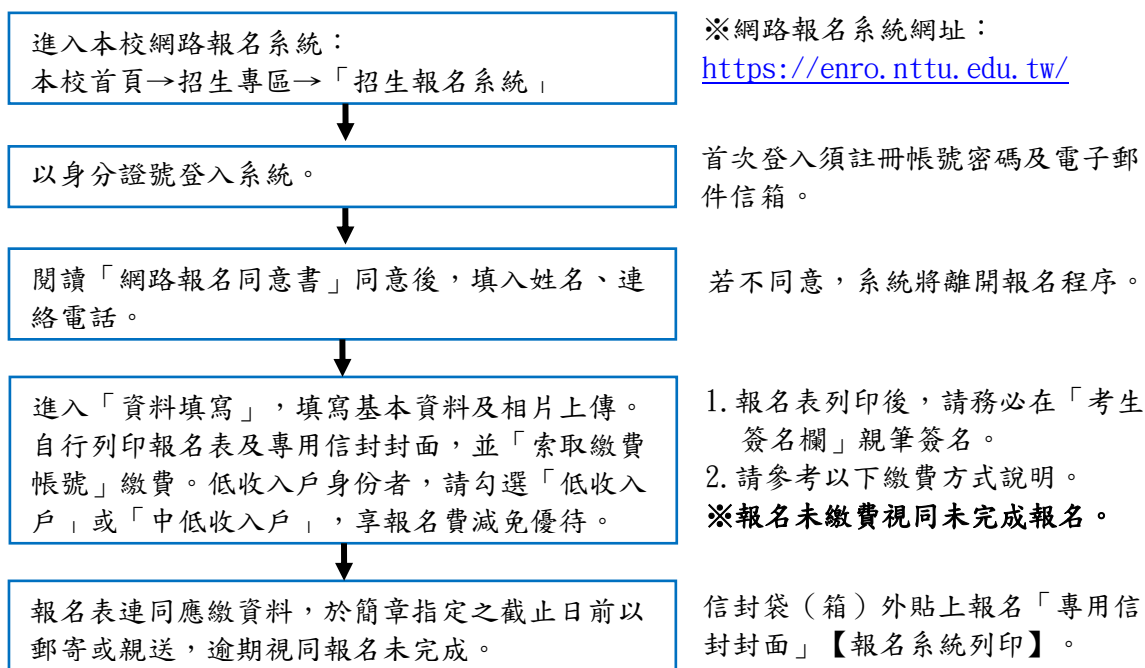 進入本校網路報名系統：
本校首頁→招生專區→「招生報名系統」
※網路報名系統網址：
https://enro.nttu.edu.tw/
以身分證號登入系統。
首次登入須註冊帳號密碼及電子郵
件信箱。
閱讀「網路報名同意書」同意後，填入姓名、連
絡電話。
若不同意，系統將離開報名程序。
進入「資料填寫」，填寫基本資料及相片上傳。
自行列印報名表及專用信封封面，並「索取繳費
帳號」繳費。低收入戶身份者，請勾選「低收入
戶」或「中低收入戶」，享報名費減免優待。
1.報名表列印後，請務必在「考生
簽名欄」親筆簽名。
2.請參考以下繳費方式說明。
※報名未繳費視同未完成報名。
報名表連同應繳資料，於簡章指定之截止日前以
郵寄或親送，逾期視同報名未完成。
信封袋（箱）外貼上報名「專用信
封封面」【報名系統列印】。